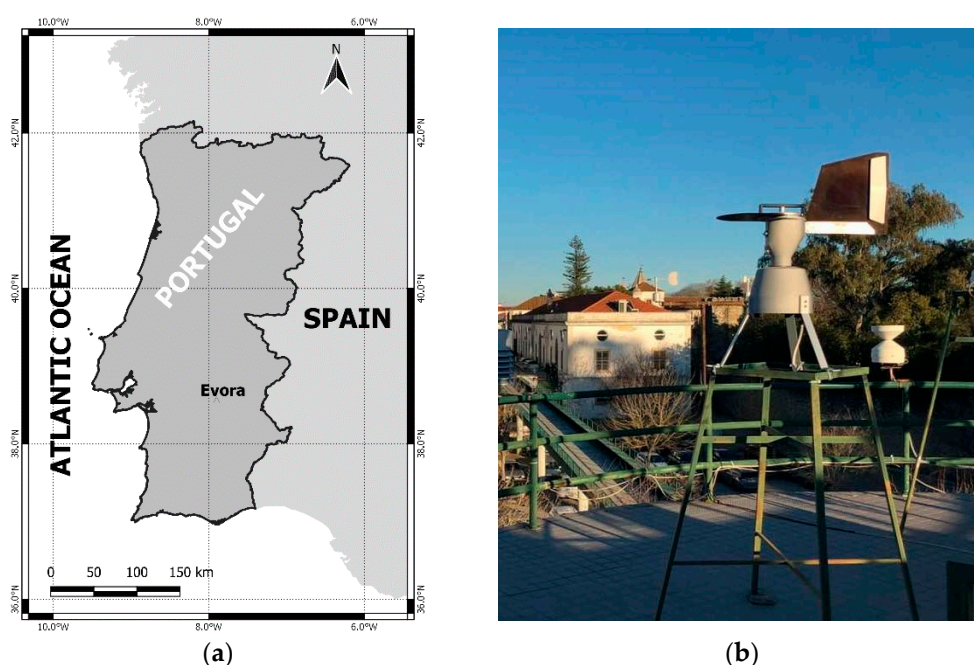 10.0°W 8.0°W 6.0°W
N
42.0°N 42.0°N
PORTUGAL
40.0°N 40.0°N
ATLANTIC OCEAN
SPAIN
Evora
38.0°N 38.0°N
0 50 100 150 km
36.0°N 36.0°N
10.0°W 8.0°W 6.0°W
(a) (b)